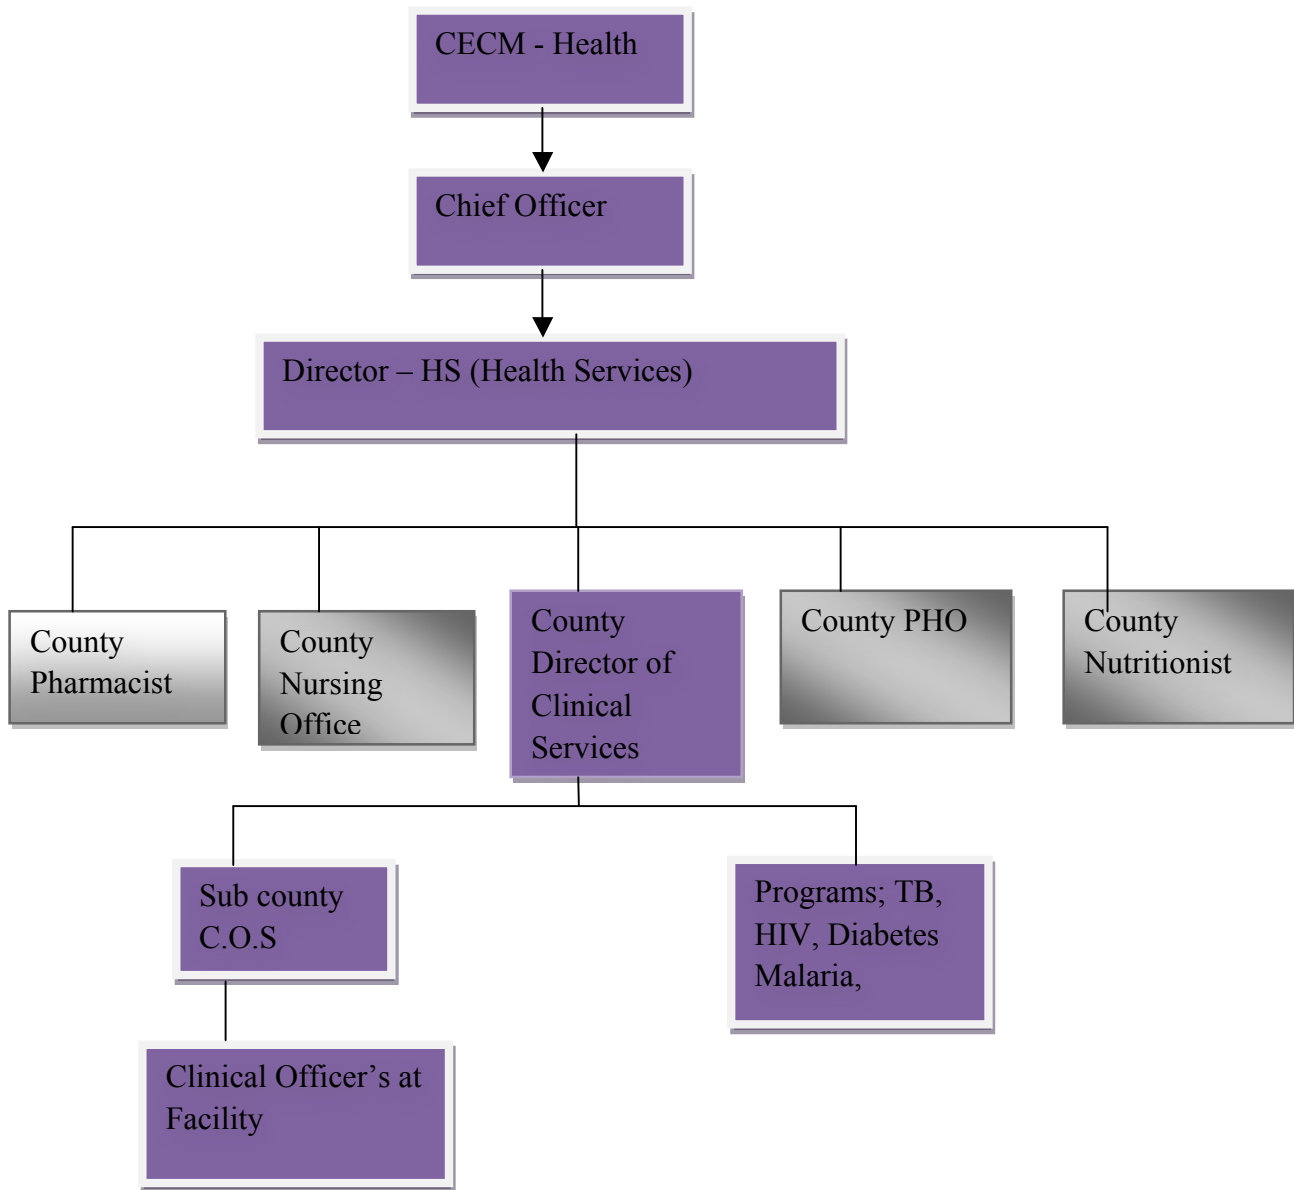 CECM - Health
Chief Officer
Director – HS (Health Services)
County
Pharmacist
County
Nursing
Office
County
Director of
Clinical
Services
County PHO
County
Nutritionist
Sub county
C.O.S
Programs; TB,
HIV, Diabetes
Malaria,
Clinical Officer’s at
Facility